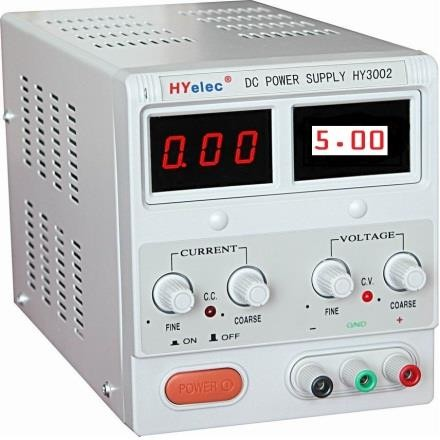 HYelec® DC POWER SUPPLY HY3002
0.00 5.00
CURRENT VOLTAGE
C.C. C.V.
FINE COARSE FINE COARSE
ON OFF - GND +
POWER